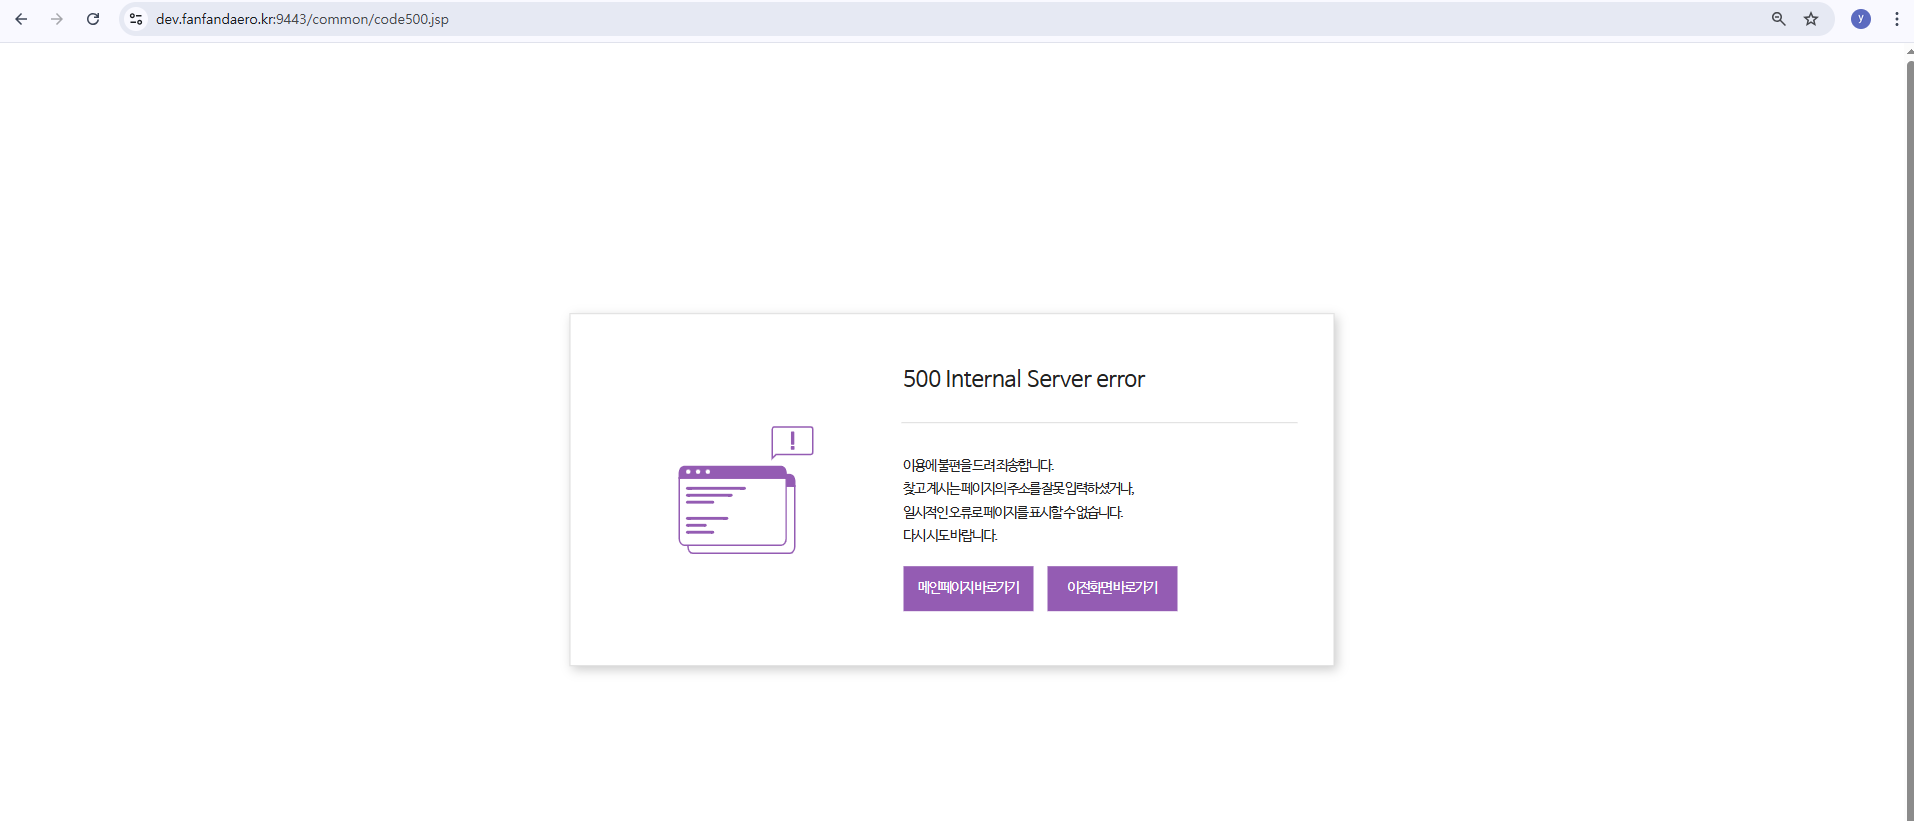 dev.fanfandaero.kr:9443/common/code500.jsp
y
500 Internal Server error
이용에 불편을 드려 죄송합니다.
찾고 계시는 페이지의 주소를 잘못 입력하셨거나,
일시적인 오류로 페이지를 표시할 수 없습니다.
다시 시도 바랍니다.
메인페이지 바로가기
이전화면 바로가기